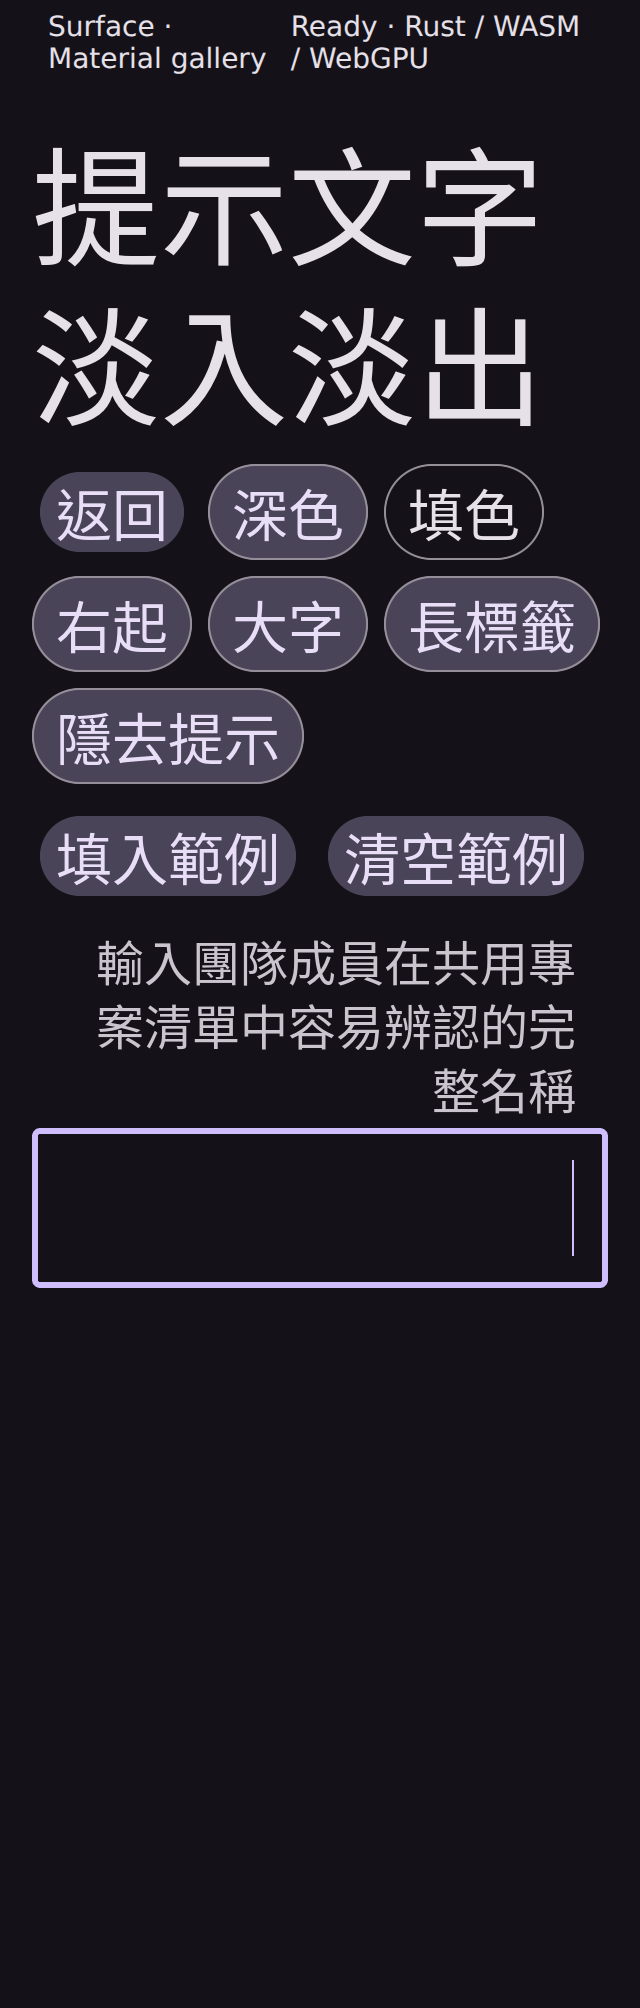 Surface ·
Material gallery
Ready · Rust / WASM
/ WebGPU
提示文字
淡入淡出
返回
深色
填色
右起
大字
長標籤
隱去提示
填入範例
清空範例
輸入團隊成員在共用專
案清單中容易辨認的完
整名稱